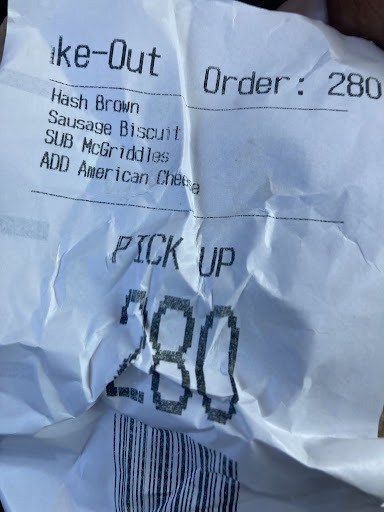 ke-Out Order: 280
Hash Brown
Sausage Biscuit
SUB McGriddles
ADD American Cheese
PICK UP
280